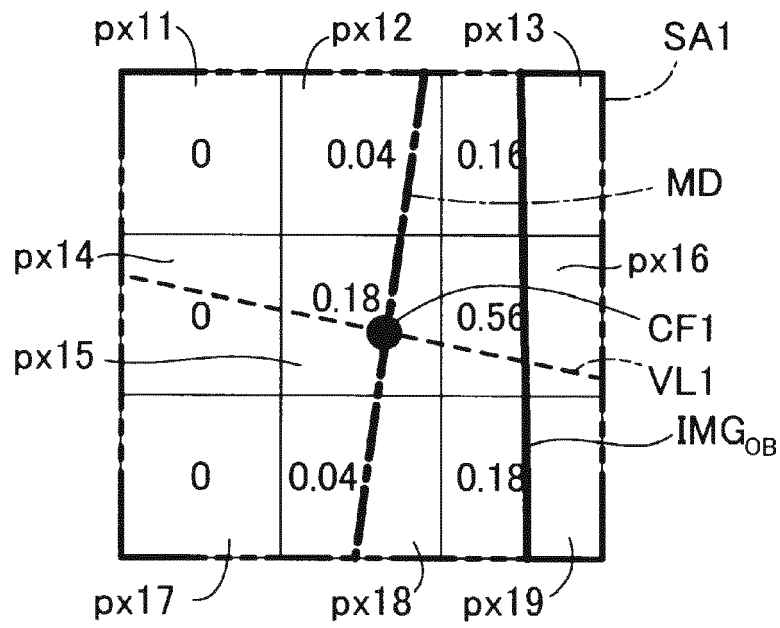 px11 px12 px13 SA1
0 0.04 0.16
MD
px14 px16
0 0.18 0.56 CF1
px15 VL1
IMG_OB
0 0.04 0.18
px17 px18 px19